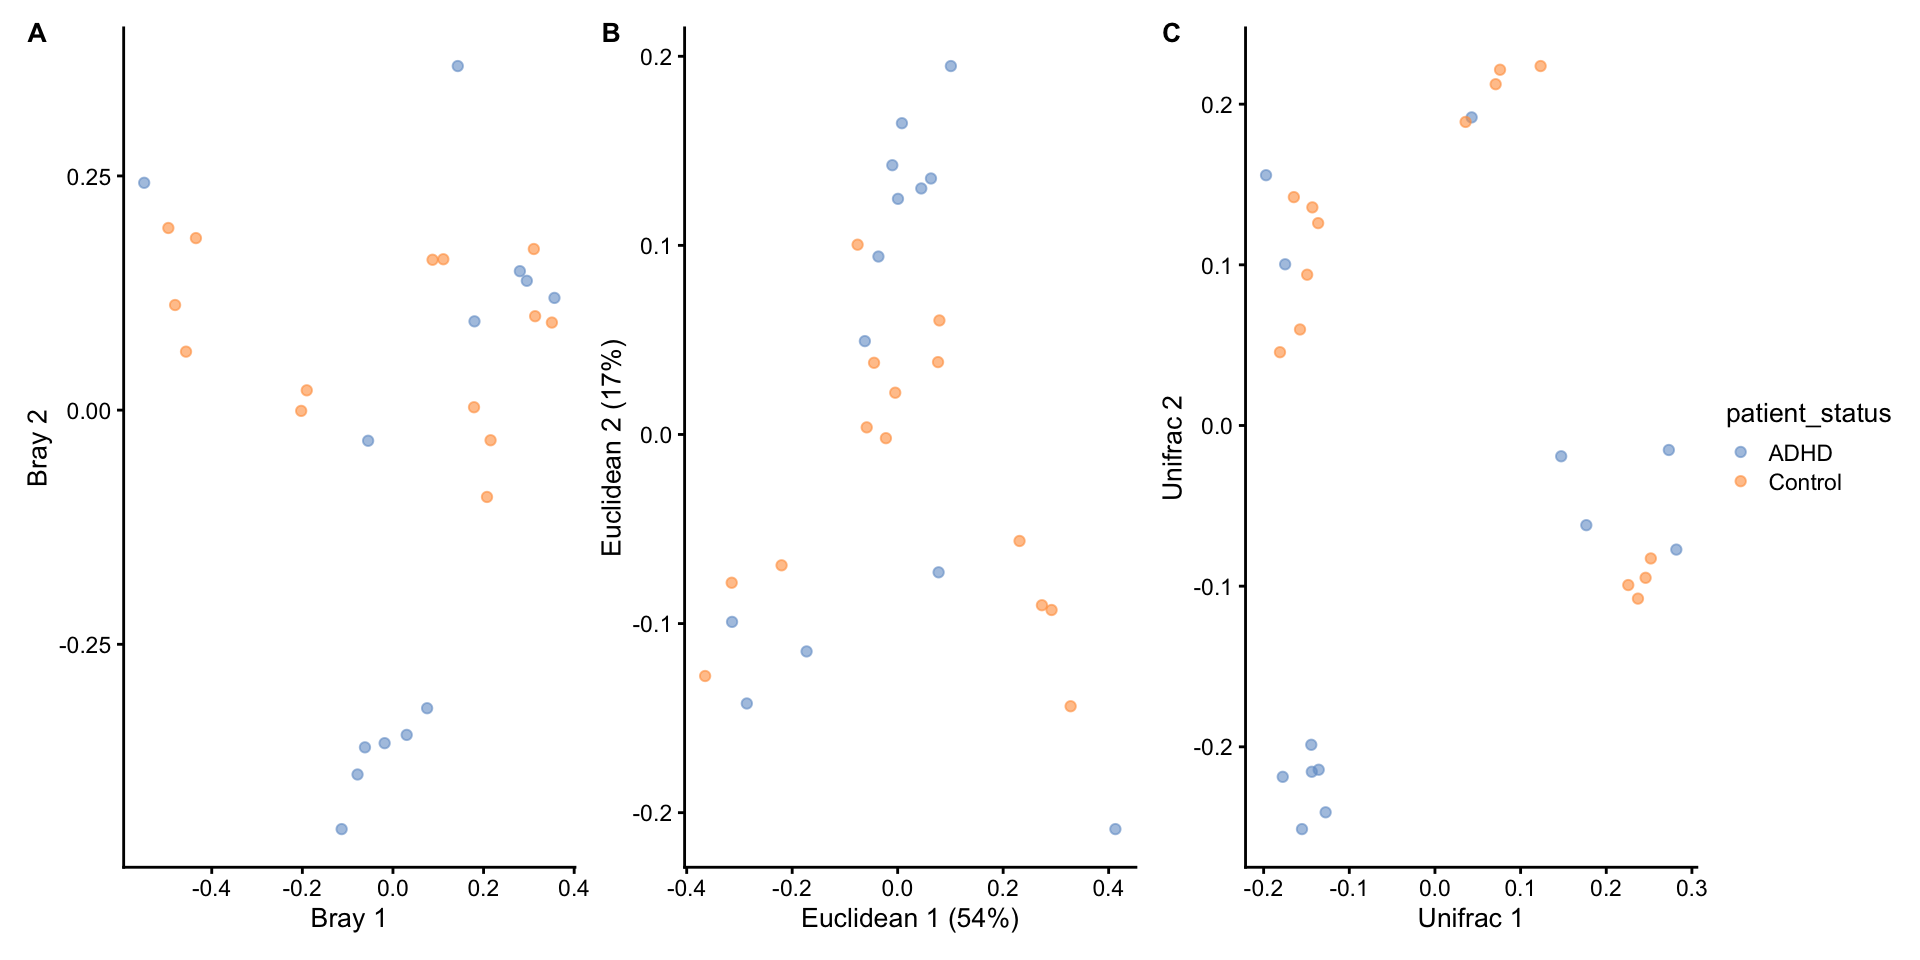 A
Bray 2
0.25
0.00
-0.25
-0.4 -0.2 0.0 0.2 0.4
Bray 1
B
Euclidean 2 (17%)
0.2
0.1
0.0
-0.1
-0.2
-0.4 -0.2 0.0 0.2 0.4
Euclidean 1 (54%)
C
Unifrac 2
0.2
0.1
0.0
-0.1
-0.2
-0.2 -0.1 0.0 0.1 0.2 0.3
Unifrac 1
patient_status
ADHD
Control